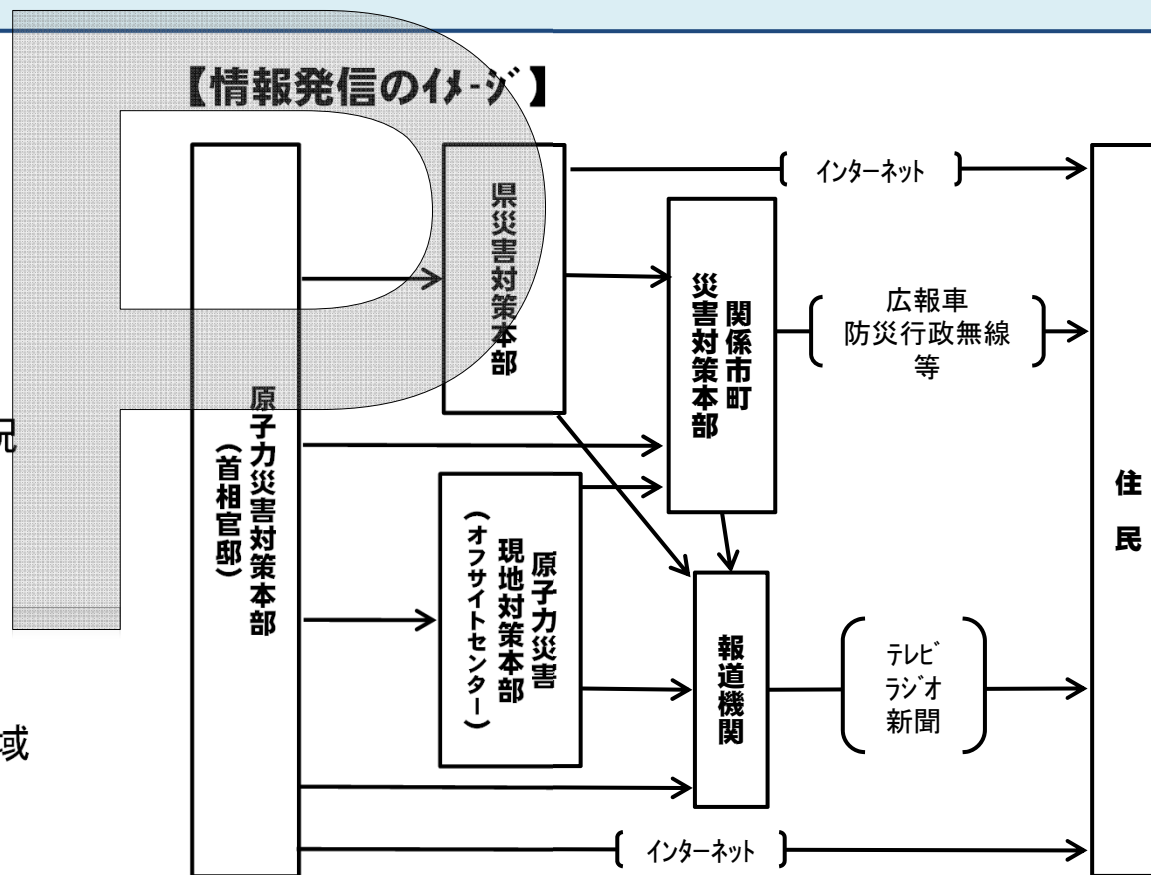 【情報発信のｲﾒｰｼﾞ】
県災害対策本部
インターネット
関係市町
災害対策本部
広報車
防災行政無線
等
原子力災害対策本部
（首相官邸）
況
原子力災害
現地対策本部
（オフサイトセンター）
報道機関
テレビ
ラジオ
新聞
住民
域
インターネット
P